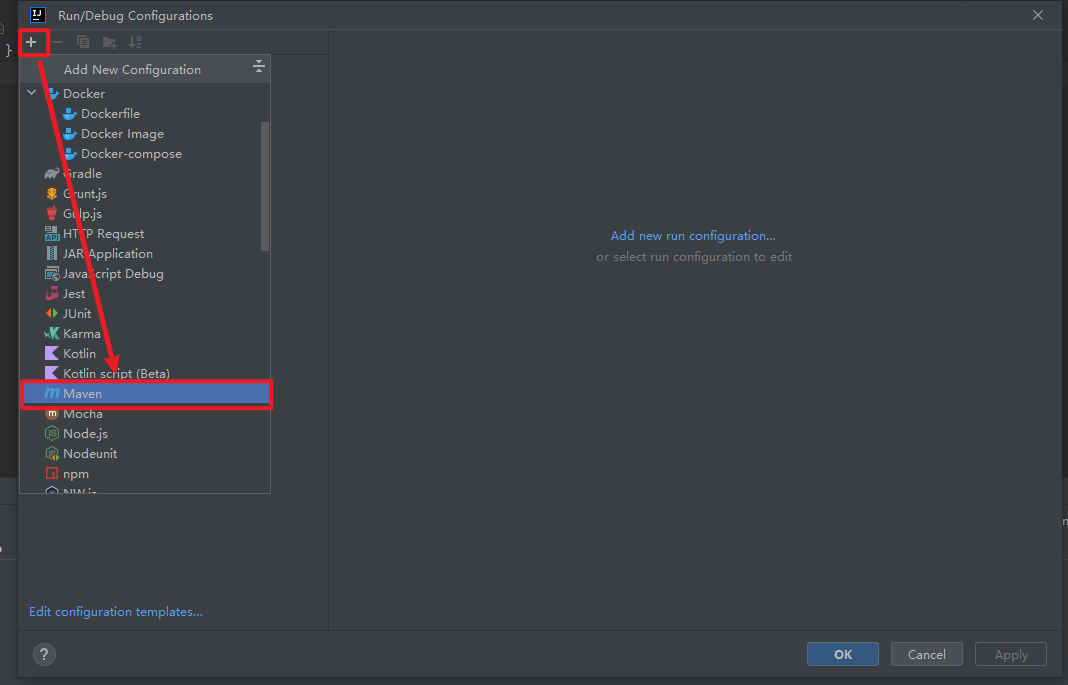 Run/Debug Configurations
}
Add New Configuration
Docker
Dockerfile
Docker Image
Docker-compose
Gradle
Grunt.js
Gulp.js
HTTP Request
JAR Application
JavaScript Debug
Jest
JUnit
Karma
Kotlin
Kotlin script (Beta)
Maven
Mocha
Node.js
Nodeunit
npm
NW.js
Add new run configuration...
or select run configuration to edit
Edit configuration templates...
?
OK
Cancel
Apply